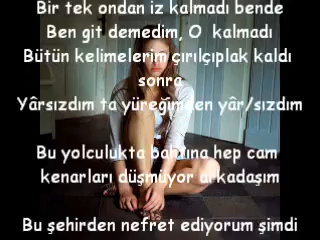 Bir tek ondan iz kalmadı bende
Ben git demedim, O kalmadı
Bütün kelimelerim çırılçıplak kaldı
sonra
Yârsızdım ta yüreğimden yâr/sızdım
Bu yolculukta bahtına hep cam
kenarları düşmüyor arkadaşım
Bu şehirden nefret ediyorum şimdi